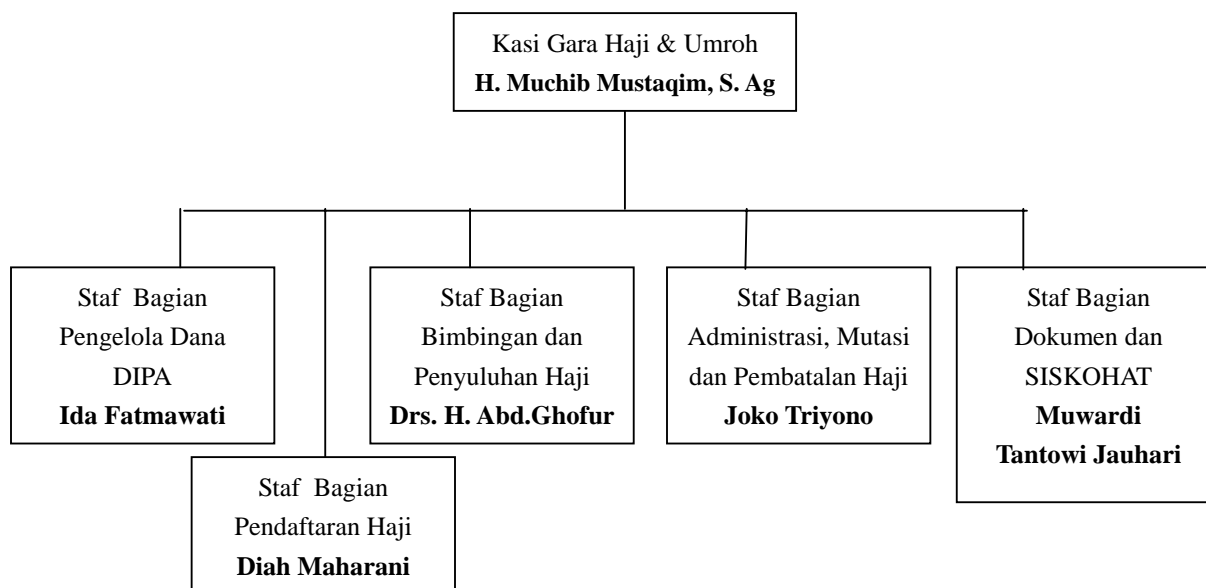 Kasi Gara Haji & Umroh
H. Muchib Mustaqim, S. Ag
Staf Bagian
Pengelola Dana
DIPA
Ida Fatmawati
Staf Bagian
Pendaftaran Haji
Diah Maharani
Staf Bagian
Bimbingan dan
Penyuluhan Haji
Drs. H. Abd.Ghofur
Staf Bagian
Administrasi, Mutasi
dan Pembatalan Haji
Joko Triyono
Staf Bagian
Dokumen dan
SISKOHAT
Muwardi
Tantowi Jauhari